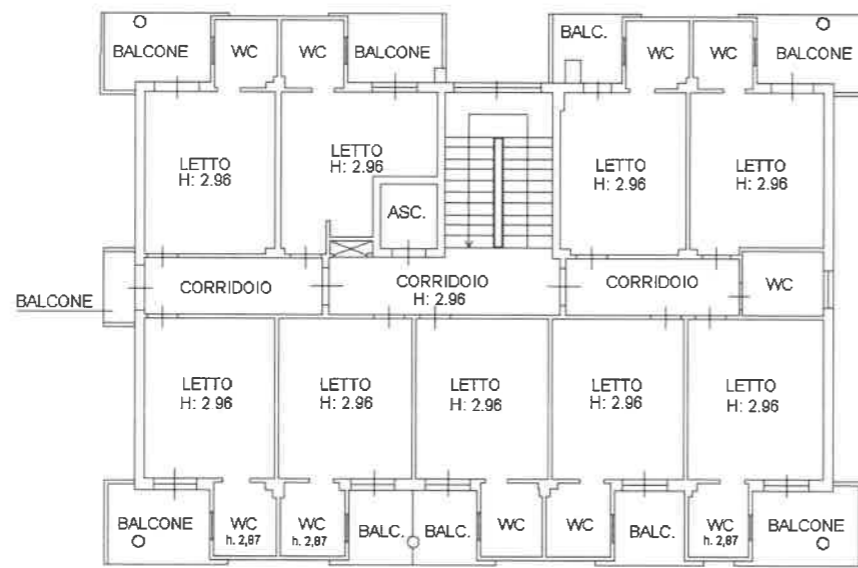 BALCONE
WC
WC
BALCONE
BALC.
WC
WC
BALCONE
LETTO
H: 2.96
LETTO
H: 2.96
ASC.
LETTO
H: 2.96
LETTO
H: 2.96
BALCONE
CORRIDOIO
CORRIDOIO
H: 2.96
CORRIDOIO
WC
LETTO
H: 2.96
LETTO
H: 2.96
LETTO
H: 2.96
LETTO
H: 2.96
LETTO
H: 2.96
BALCONE
WC
h. 2,87
WC
h. 2,87
BALC.
BALC.
WC
WC
BALC.
WC
h. 2,87
BALCONE